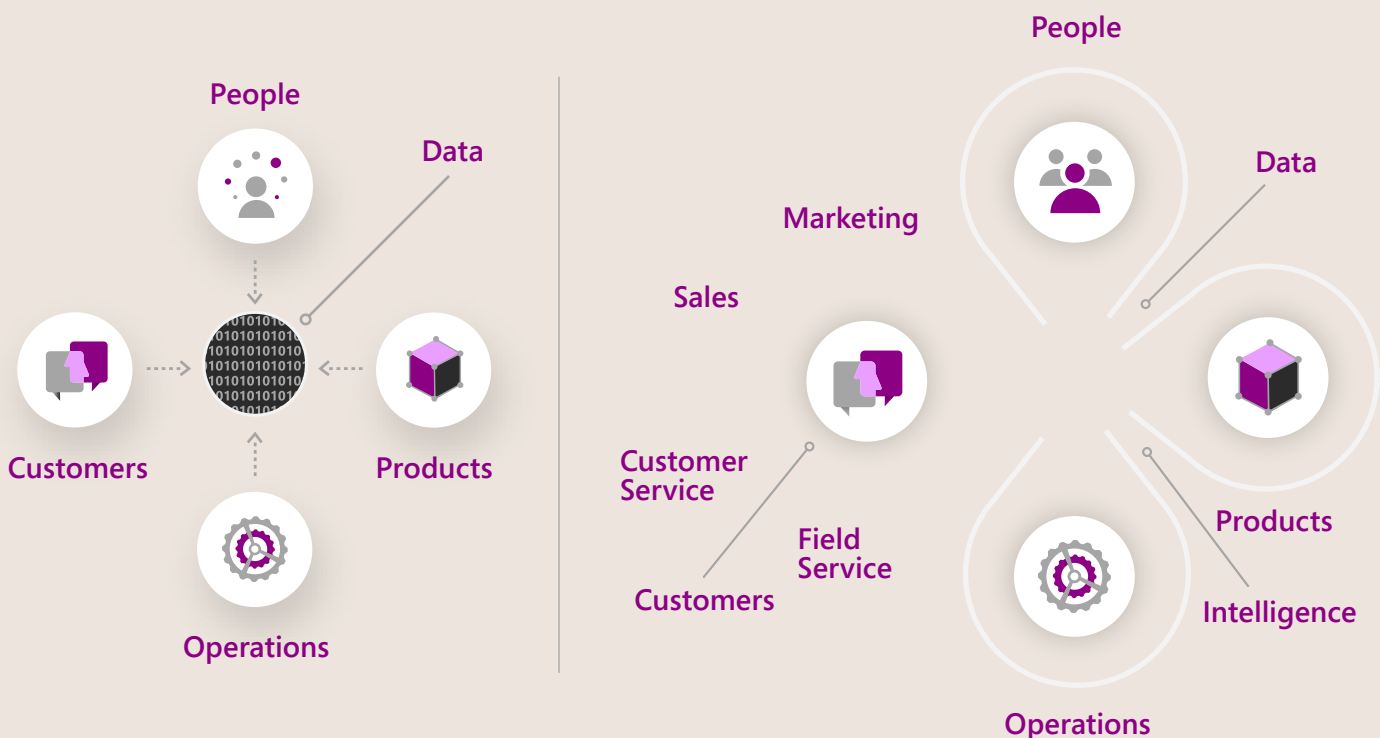 People
Data
Customers
Products
Operations
People
Data
Marketing
Sales
Customer
Service
Field
Service
Customers
Products
Intelligence
Operations